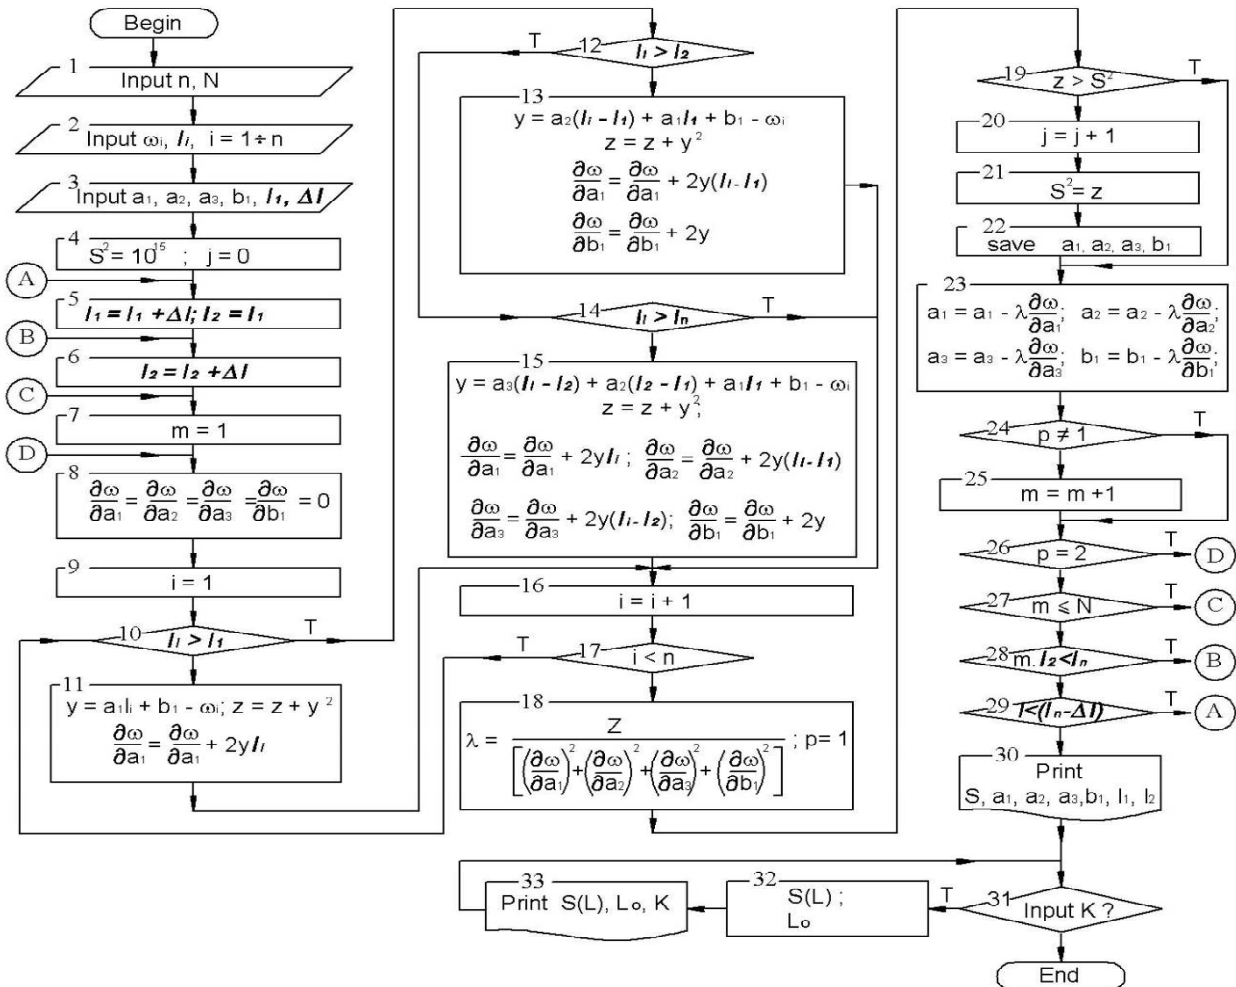 Begin
1
Input n, N
2
Input ωᵢ, lᵢ, i = 1 ÷ n
3
Input a₁, a₂, a₃, b₁, l₁, Δl
4
S² = 10¹⁵ ; j = 0
A
5
l₁ = l₁ + Δl; l₂ = l₁
B
6
l₂ = l₂ + Δl
C
7
m = 1
D
8
∂ω/∂a₁ = ∂ω/∂a₂ = ∂ω/∂a₃ = ∂ω/∂b₁ = 0
9
i = 1
10
lᵢ > l₁
T
11
y = a₁lᵢ + b₁ - ωᵢ; z = z + y²
∂ω/∂a₁ = ∂ω/∂a₁ + 2ylᵢ
T
12
lᵢ > l₂
13
y = a₂(lᵢ - l₁) + a₁l₁ + b₁ - ωᵢ
z = z + y²
∂ω/∂a₁ = ∂ω/∂a₁ + 2y(lᵢ - l₁)
∂ω/∂b₁ = ∂ω/∂b₁ + 2y
14
lᵢ > lₙ
T
15
y = a₃(lᵢ - l₂) + a₂(l₂ - l₁) + a₁l₁ + b₁ - ωᵢ
z = z + y²;
∂ω/∂a₁ = ∂ω/∂a₁ + 2ylᵢ ; ∂ω/∂a₂ = ∂ω/∂a₂ + 2y(lᵢ - l₁)
∂ω/∂a₃ = ∂ω/∂a₃ + 2y(lᵢ - l₂); ∂ω/∂b₁ = ∂ω/∂b₁ + 2y
16
i = i + 1
T
17
i < n
18
λ = Z/[(∂ω/∂a₁)² + (∂ω/∂a₂)² + (∂ω/∂a₃)² + (∂ω/∂b₁)²] ; p = 1
19
z > S²
T
20
j = j + 1
21
S² = z
22
save a₁, a₂, a₃, b₁
23
a₁ = a₁ - λ∂ω/∂a₁; a₂ = a₂ - λ∂ω/∂a₂;
a₃ = a₃ - λ∂ω/∂a₃; b₁ = b₁ - λ∂ω/∂b₁;
24
p ≠ 1
T
25
m = m +1
26
p = 2
T
D
27
m ⩽ N
T
C
28
m. l₂ < lₙ
T
B
29
l<(lₙ-Δl)
T
A
30
Print
S, a₁, a₂, a₃,b₁, l₁, l₂
31
Input K ?
T
32
S(L) ;
L₀
33
Print S(L), L₀, K
End